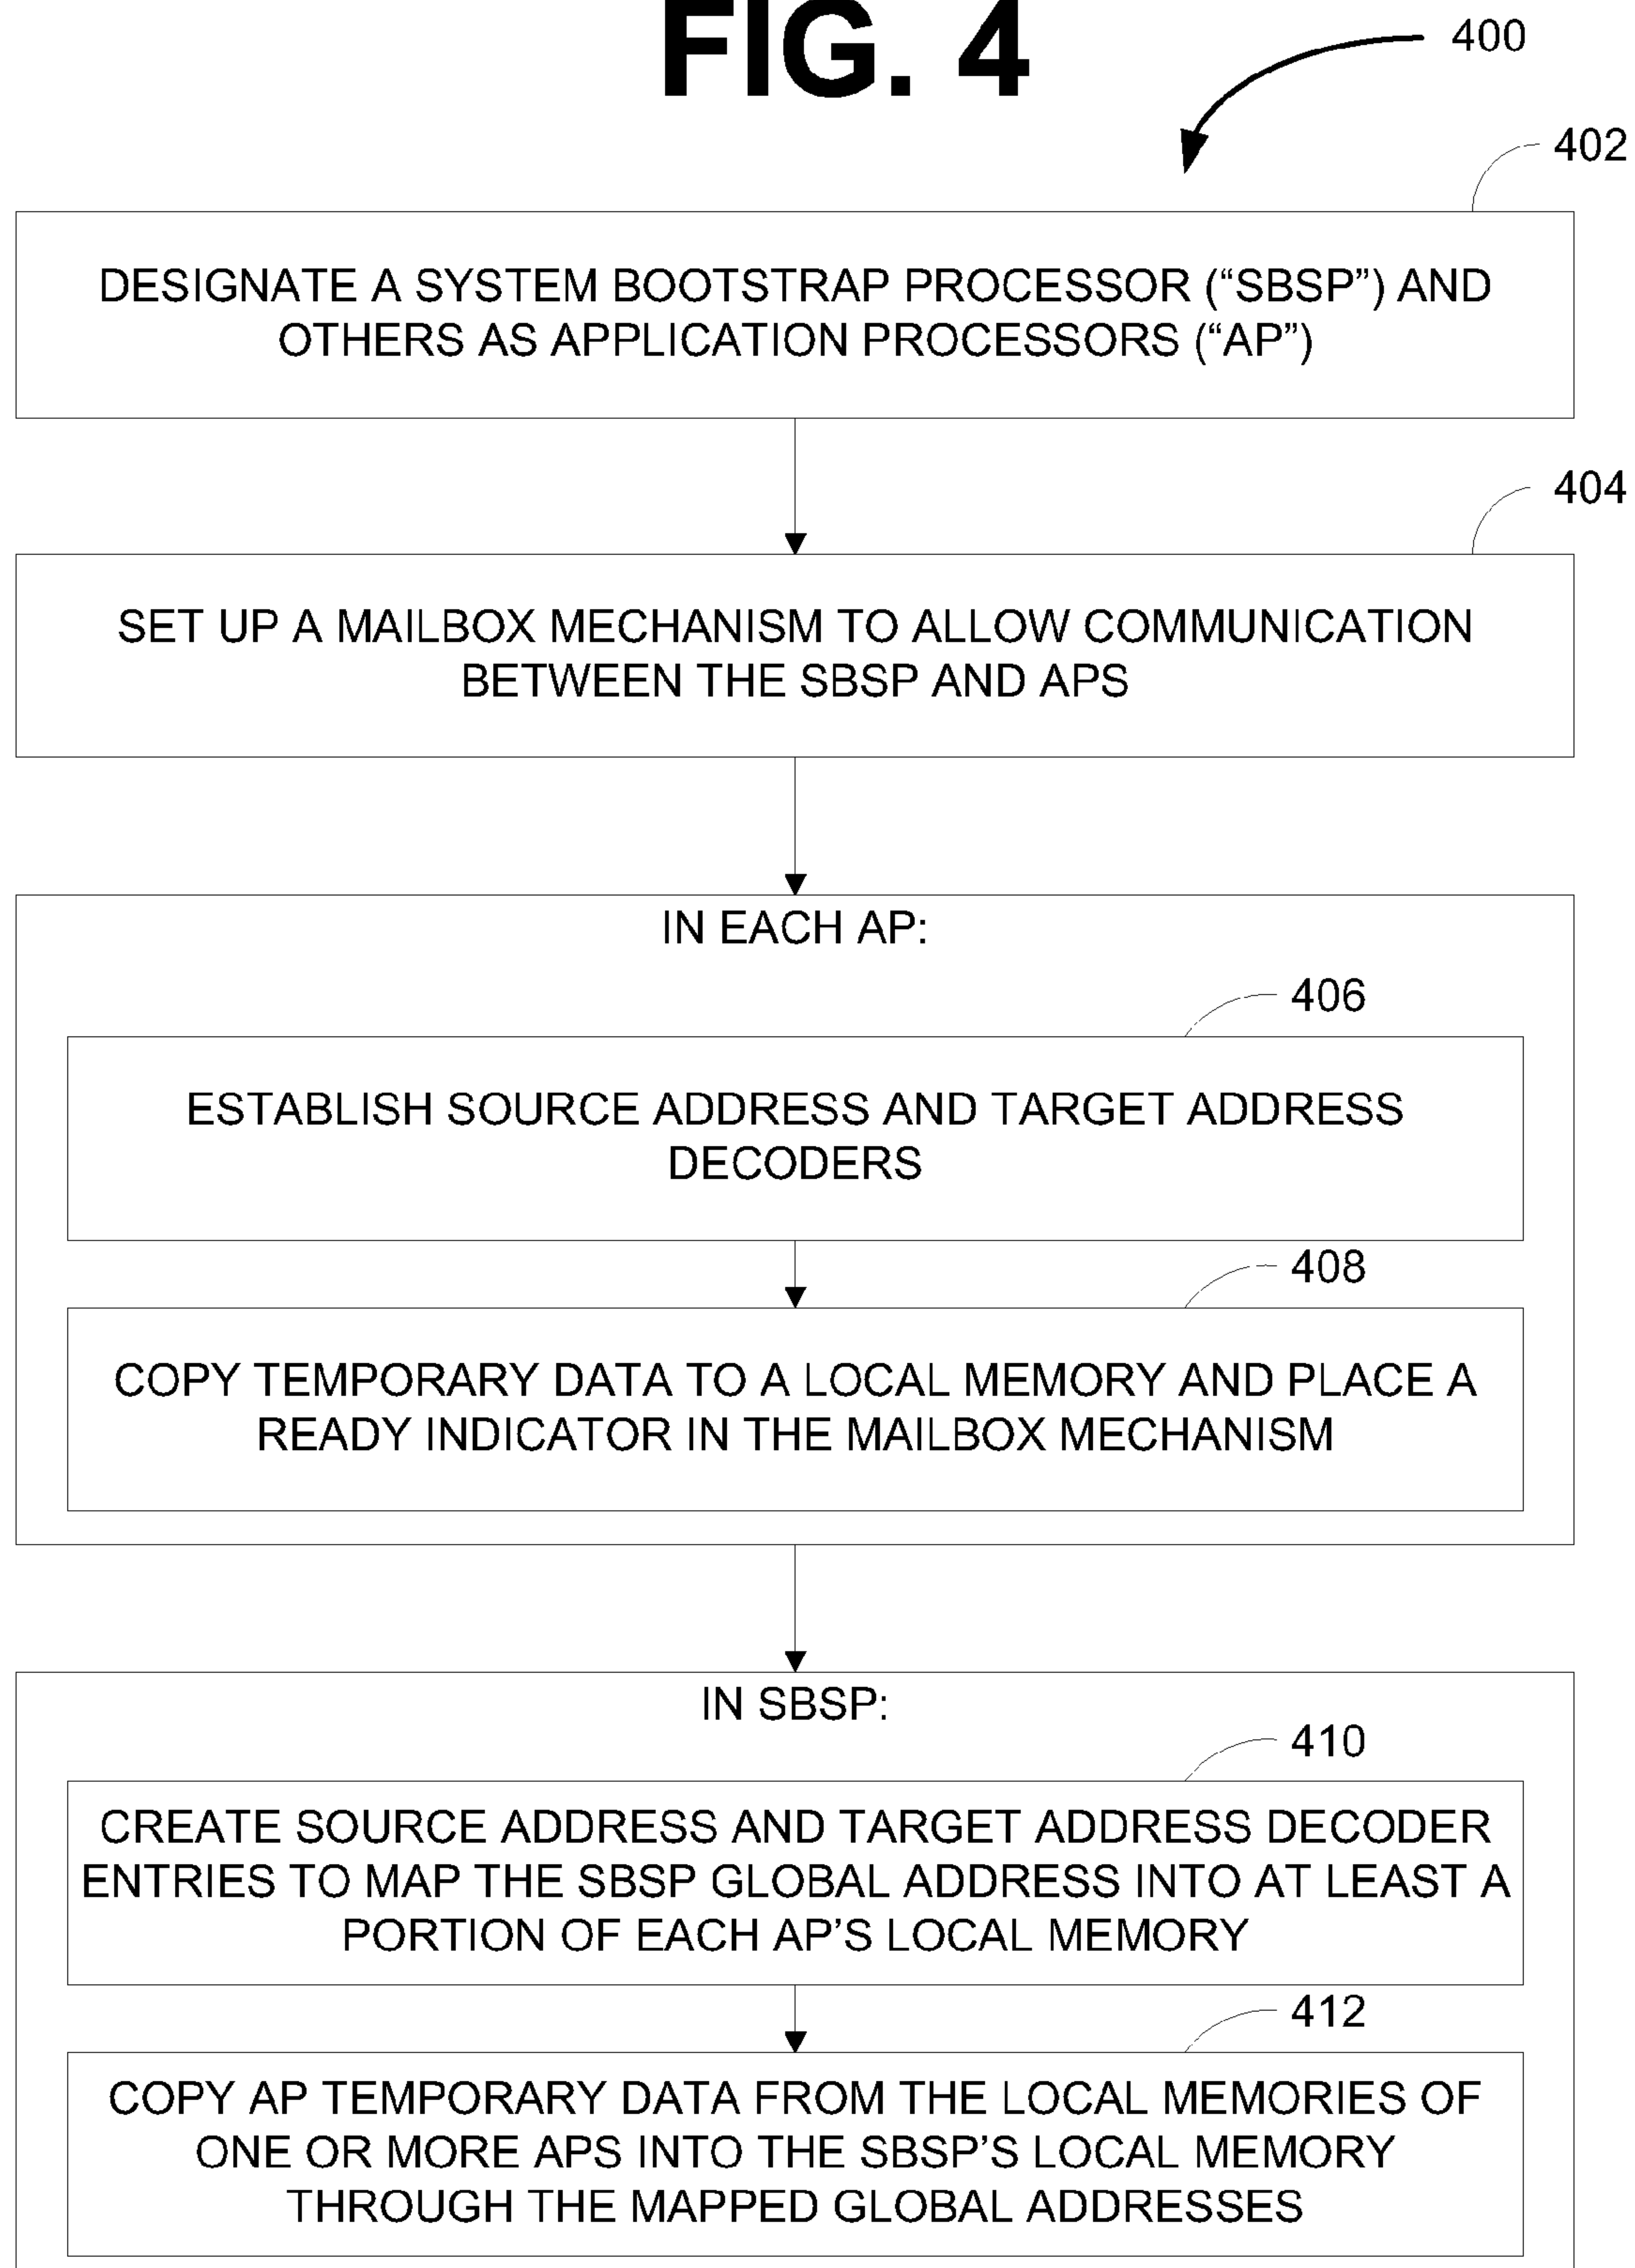 FIG. 4
400
402
DESIGNATE A SYSTEM BOOTSTRAP PROCESSOR (“SBSP”) AND
OTHERS AS APPLICATION PROCESSORS (“AP”)
404
SET UP A MAILBOX MECHANISM TO ALLOW COMMUNICATION
BETWEEN THE SBSP AND APS
IN EACH AP:
406
ESTABLISH SOURCE ADDRESS AND TARGET ADDRESS
DECODERS
408
COPY TEMPORARY DATA TO A LOCAL MEMORY AND PLACE A
READY INDICATOR IN THE MAILBOX MECHANISM
IN SBSP:
410
CREATE SOURCE ADDRESS AND TARGET ADDRESS DECODER
ENTRIES TO MAP THE SBSP GLOBAL ADDRESS INTO AT LEAST A
PORTION OF EACH AP’S LOCAL MEMORY
412
COPY AP TEMPORARY DATA FROM THE LOCAL MEMORIES OF
ONE OR MORE APS INTO THE SBSP’S LOCAL MEMORY
THROUGH THE MAPPED GLOBAL ADDRESSES